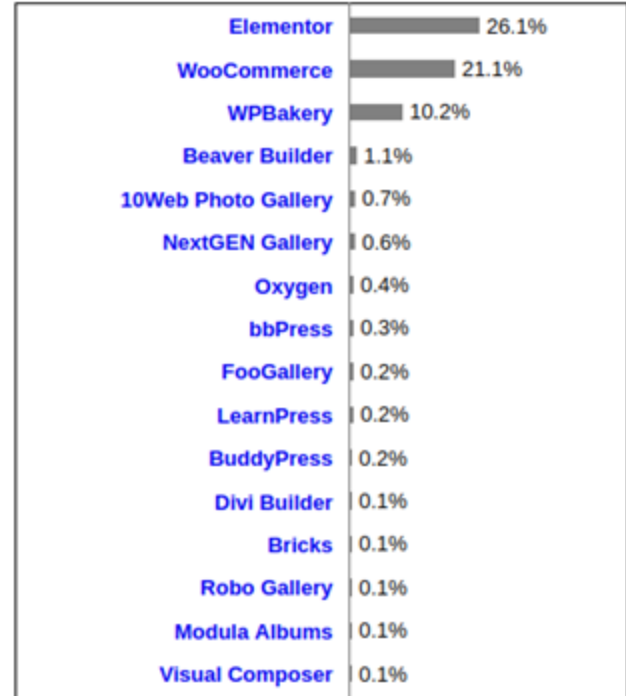 Elementor 26.1%
WooCommerce 21.1%
WPBakery 10.2%
Beaver Builder 1.1%
10Web Photo Gallery 0.7%
NextGEN Gallery 0.6%
Oxygen 0.4%
bbPress 0.3%
FooGallery 0.2%
LearnPress 0.2%
BuddyPress 0.2%
Divi Builder 0.1%
Bricks 0.1%
Robo Gallery 0.1%
Modula Albums 0.1%
Visual Composer 0.1%